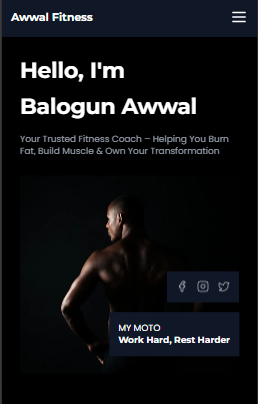 Awwal Fitness
Hello, I'm
Balogun Awwal
Your Trusted Fitness Coach – Helping You Burn
Fat, Build Muscle & Own Your Transformation
MY MOTO
Work Hard, Rest Harder